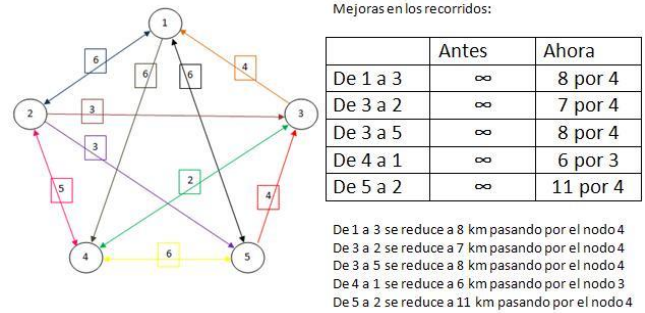 Mejoras en los recorridos:
Antes Ahora
De 1 a 3 ∞ 8 por 4
De 3 a 2 ∞ 7 por 4
De 3 a 5 ∞ 8 por 4
De 4 a 1 ∞ 6 por 3
De 5 a 2 ∞ 11 por 4
De 1 a 3 se reduce a 8 km pasando por el nodo 4
De 3 a 2 se reduce a 7 km pasando por el nodo 4
De 3 a 5 se reduce a 8 km pasando por el nodo 4
De 4 a 1 se reduce a 6 km pasando por el nodo 3
De 5 a 2 se reduce a 11 km pasando por el nodo 4
1
6
4
6 6
2
3
3
3
2
5
4
4
6
5